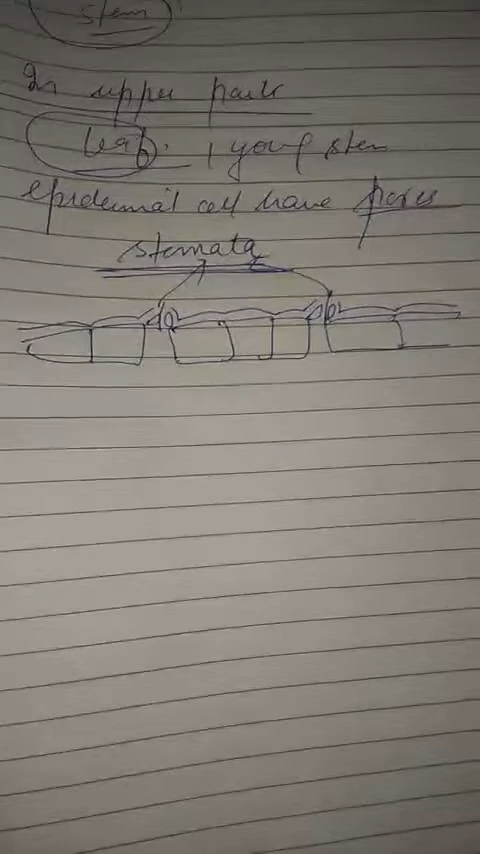 stem
In upper part
leaf. , young stem
epidermal cell have pores
stomata